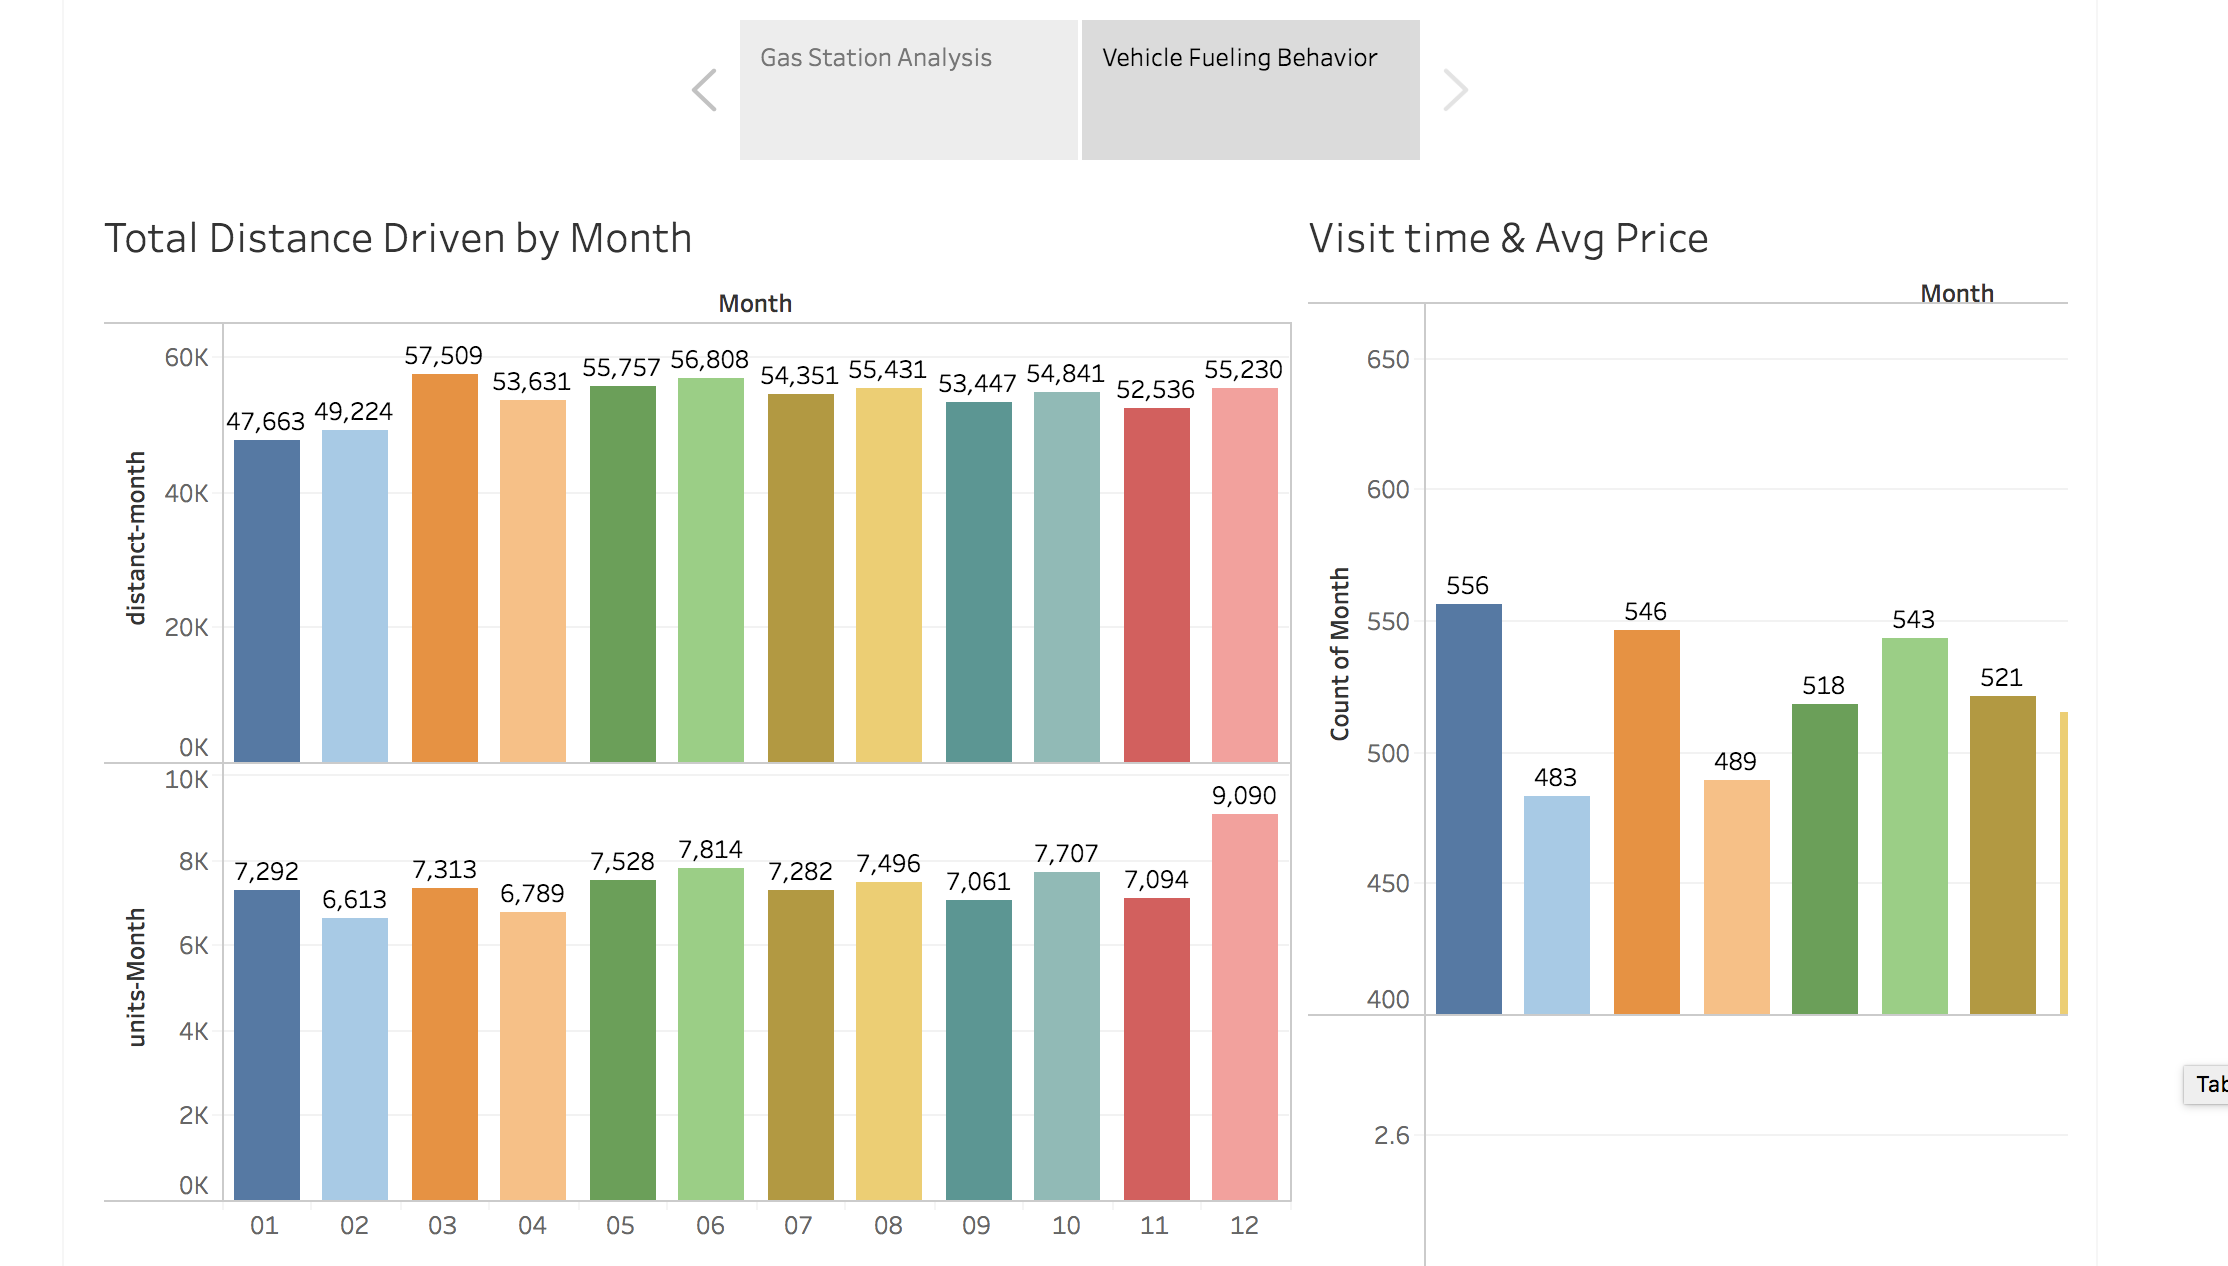 Gas Station Analysis
Vehicle Fueling Behavior
Total Distance Driven by Month
Month
distanct-month
60K
40K
20K
0K
47,663 49,224 57,509 53,631 55,757 56,808 54,351 55,431 53,447 54,841 52,536 55,230
units-Month
10K
8K
6K
4K
2K
0K
7,292 6,613 7,313 6,789 7,528 7,814 7,282 7,496 7,061 7,707 7,094 9,090
01 02 03 04 05 06 07 08 09 10 11 12
Visit time & Avg Price
Month
Count of Month
650
600
550
500
450
400
556 483 546 489 518 543 521
2.6
Tab